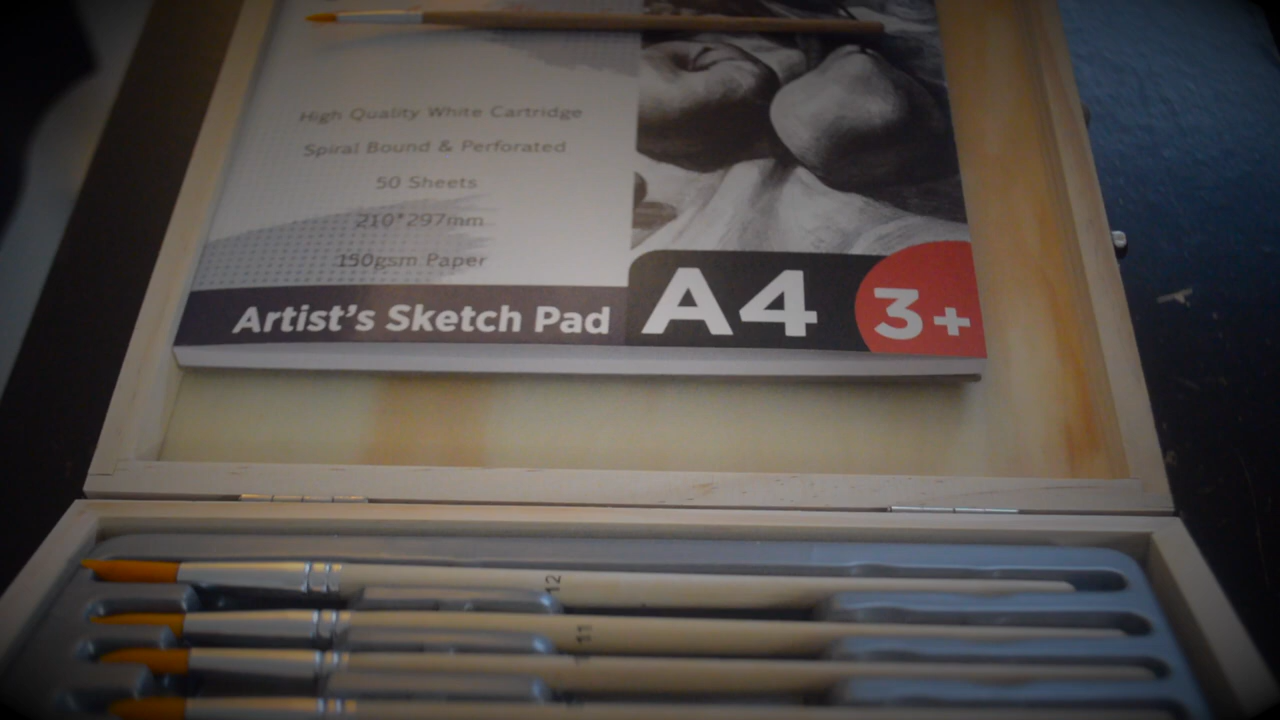 High Quality White Cartridge
Spiral Bound & Perforated
50 Sheets
210*297mm
150gsm Paper
Artist's Sketch Pad
A4
3+
12
11